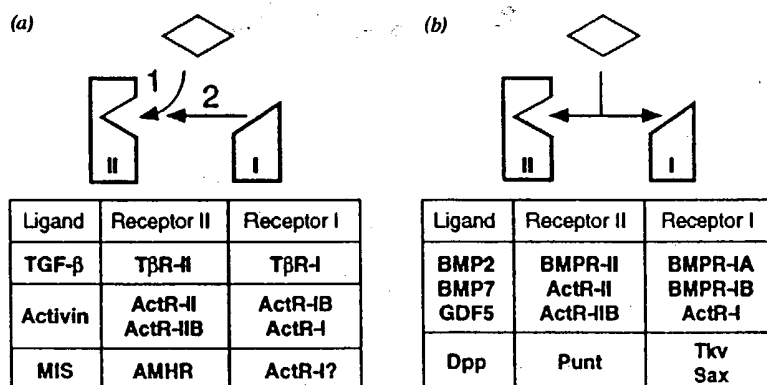 (a)
1
2
II
I
Ligand Receptor II Receptor I
TGF-β TβR-II TβR-I
Activin ActR-II ActR-IB
ActR-IIB ActR-I
MIS AMHR ActR-I?
(b)
II
I
Ligand Receptor II Receptor I
BMP2 BMPR-II BMPR-IA
BMP7 ActR-II BMPR-IB
GDF5 ActR-IIB ActR-I
Dpp Punt Tkv
Sax